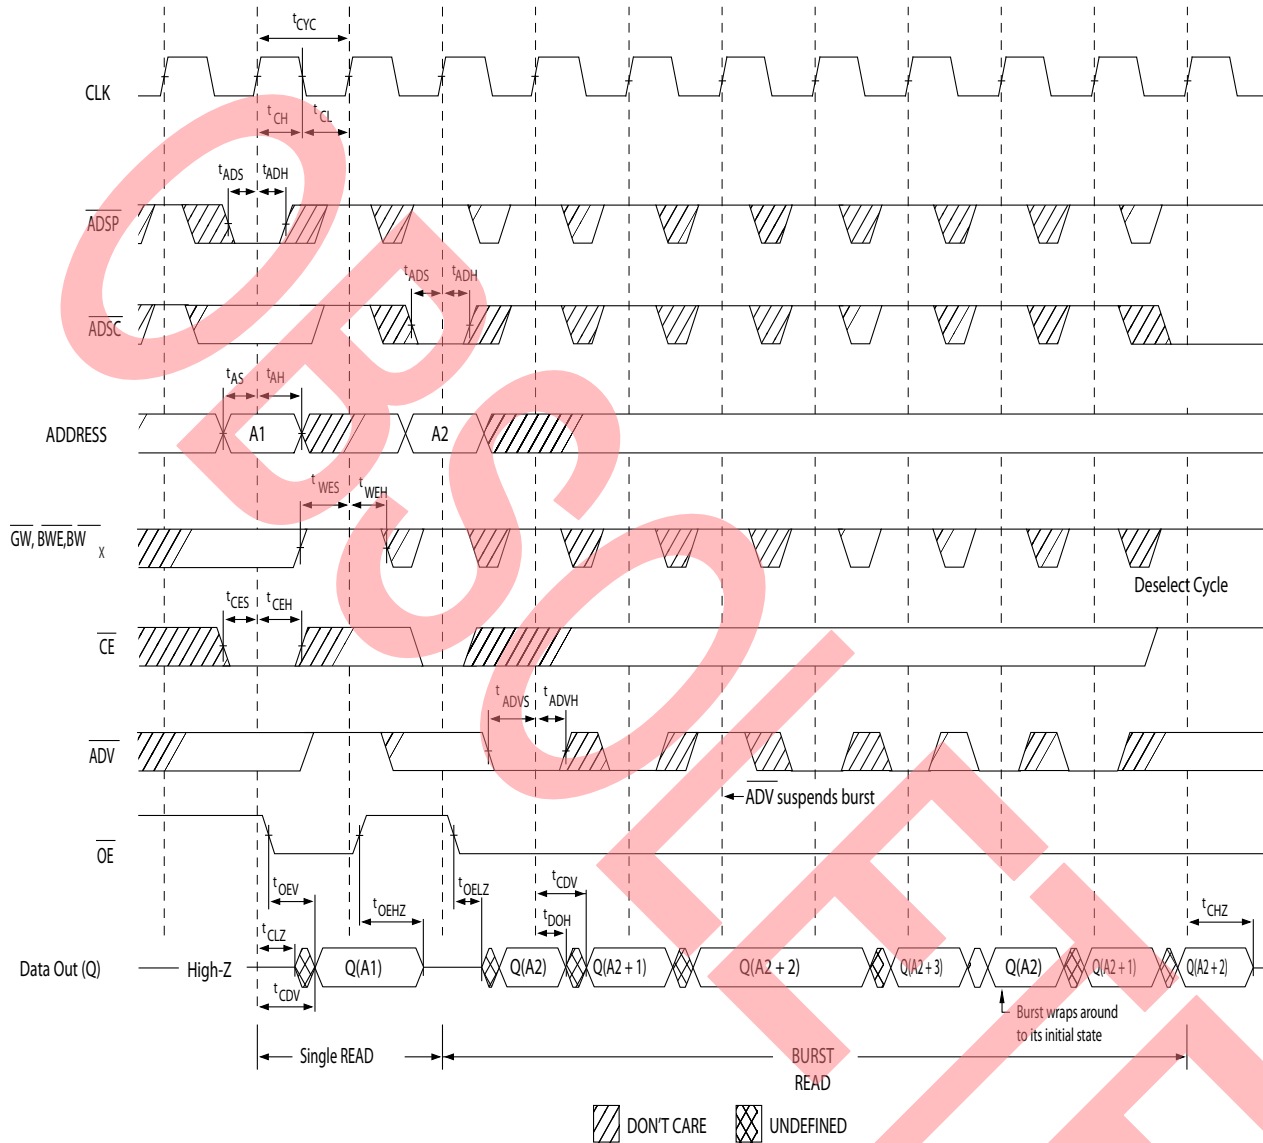 tCYC
CLK
tCH
tCL
tADS
tADH
ADSP
tADS
tADH
ADSC
tAS
tAH
ADDRESS
A1
A2
tWES
tWEH
GW, BWE,BW X
Deselect Cycle
tCES
tCEH
CE
tADVS
tADVH
ADV
ADV suspends burst
OE
tOEV
tOEHZ
tOELZ
tCDV
tDOH
tCHZ
tCLZ
Data Out (Q)
High-Z
Q(A1)
Q(A2)
Q(A2 + 1)
Q(A2 + 2)
Q(A2 + 3)
Q(A2)
Q(A2 + 1)
Q(A2 + 2)
tCDV
Burst wraps around
to its initial state
Single READ
BURST
READ
DON'T CARE
UNDEFINED
OBSOLETE